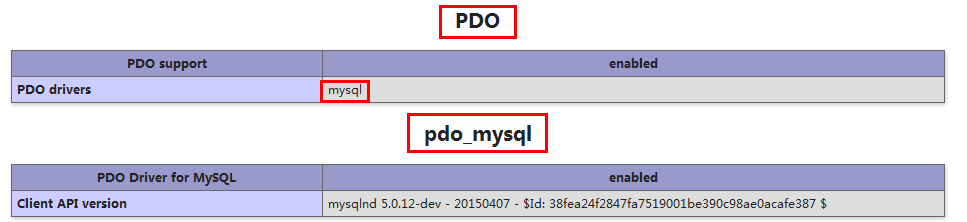 PDO
PDO support enabled
PDO drivers mysql
pdo_mysql
PDO Driver for MySQL enabled
Client API version mysqlnd 5.0.12-dev - 20150407 - $Id: 38fea24f2847fa7519001be390c98ae0acafe387 $